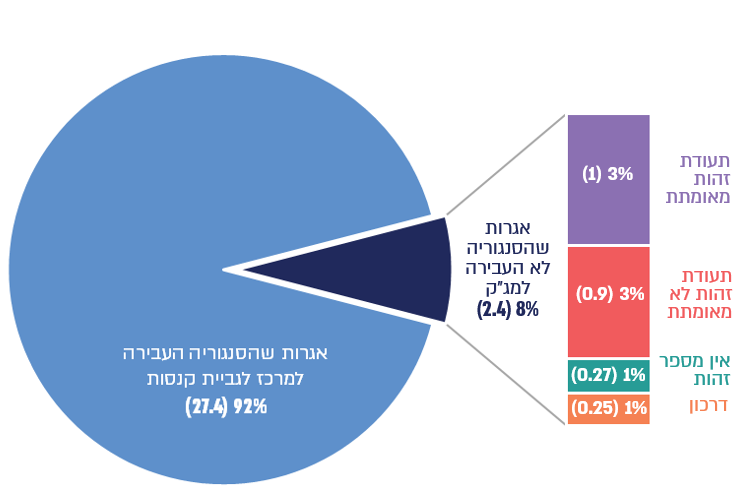 תעודת
זהות
מאומתת
3% (1)
אגרות
שהסנגוריה
לא העבירה
למג"ק
8% (2.4)
תעודת
זהות לא
מאומתת
3% (0.9)
אגרות שהסנגוריה העבירה
למרכז לגביית קנסות
92% (27.4)
אין מספר
זהות
1% (0.27)
דרכון
1% (0.25)